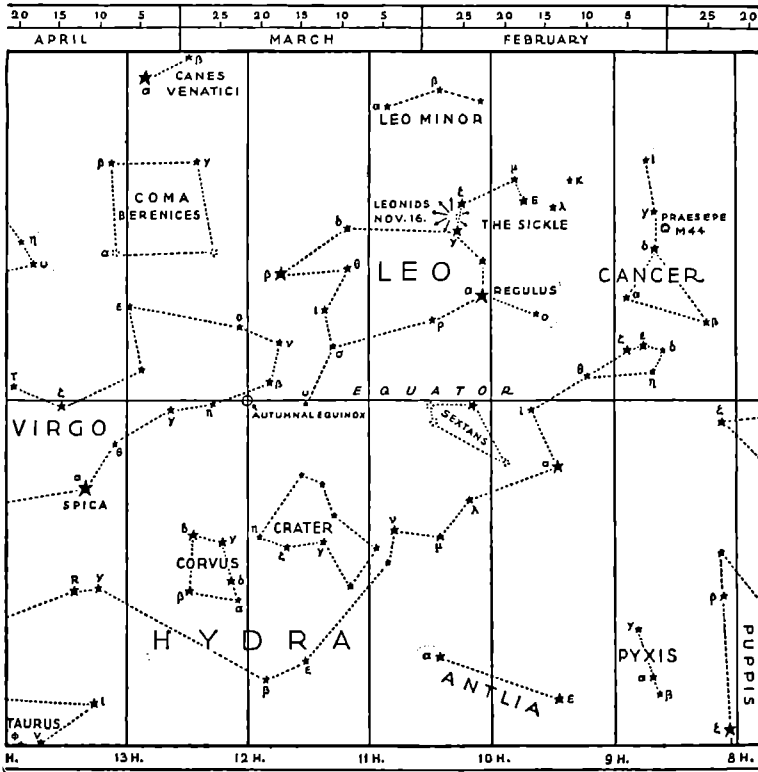 20 15 10 5 20 15 10 5 20 15 10 5 25 20
APRIL MARCH FEBRUARY
β
α CANES
VENATICI
β
α
LEO MINOR
β γ
COMA
BERENICES
α
ι
μ
K
ξ
E
λ
LEONIDS
NOV. 16.
THE SICKLE
γ
γ PRAESEPE
M44
δ
η
υ
δ
β
θ
LEO
CANCER
α REGULUS
α
ε
ι
ο
ο
ρ
β
ν
σ
ξ ε δ
θ
η
τ
ξ
β
υ
EQUATOR
η
γ
AUTUMNAL EQUINOX
SEXTANS
ι
ξ
VIRGO
θ
α
SPICA
α
λ
η
CRATER
ξ
γ
ν
μ
δ γ
CORVUS
β
δ
α
R γ
HYDRA
β
ε
ρ
γ
PYXIS
α
β
PUPPIS
α
ANTLIA
ε
ι
TAURUS
φ ν
ξ
H. 13 H. 12 H. 11 H. 10 H. 9 H. 8 H.